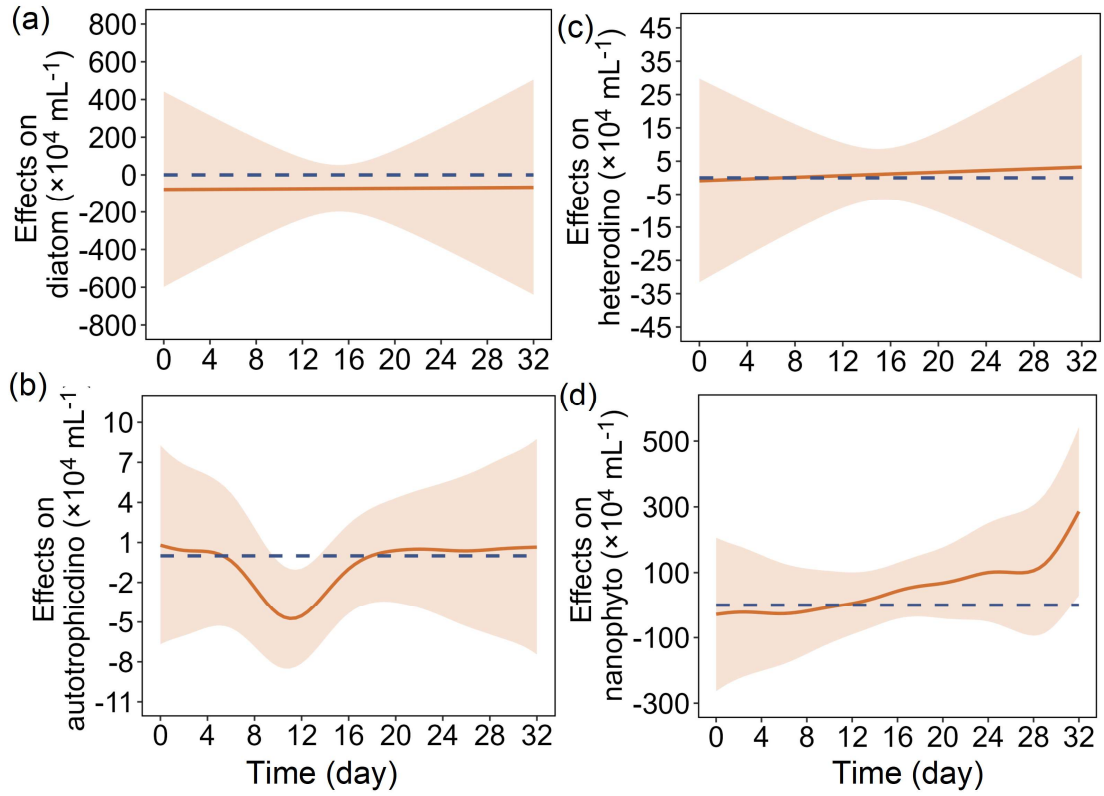 (a)
Effects on
diatom (×10⁴ mL⁻¹)
800
600
400
200
0
-200
-400
-600
-800
0 4 8 12 16 20 24 28 32
(c)
Effects on
heterodino (×10⁴ mL⁻¹)
45
35
25
15
5
-5
-15
-25
-35
-45
0 4 8 12 16 20 24 28 32
(b)
Effects on
autotrophicdino (×10⁴ mL⁻¹
10
7
4
1
-2
-5
-8
-11
0 4 8 12 16 20 24 28 32
Time (day)
(d)
Effects on
nanophyto (×10⁴ mL⁻¹)
500
300
100
-100
-300
0 4 8 12 16 20 24 28 32
Time (day)